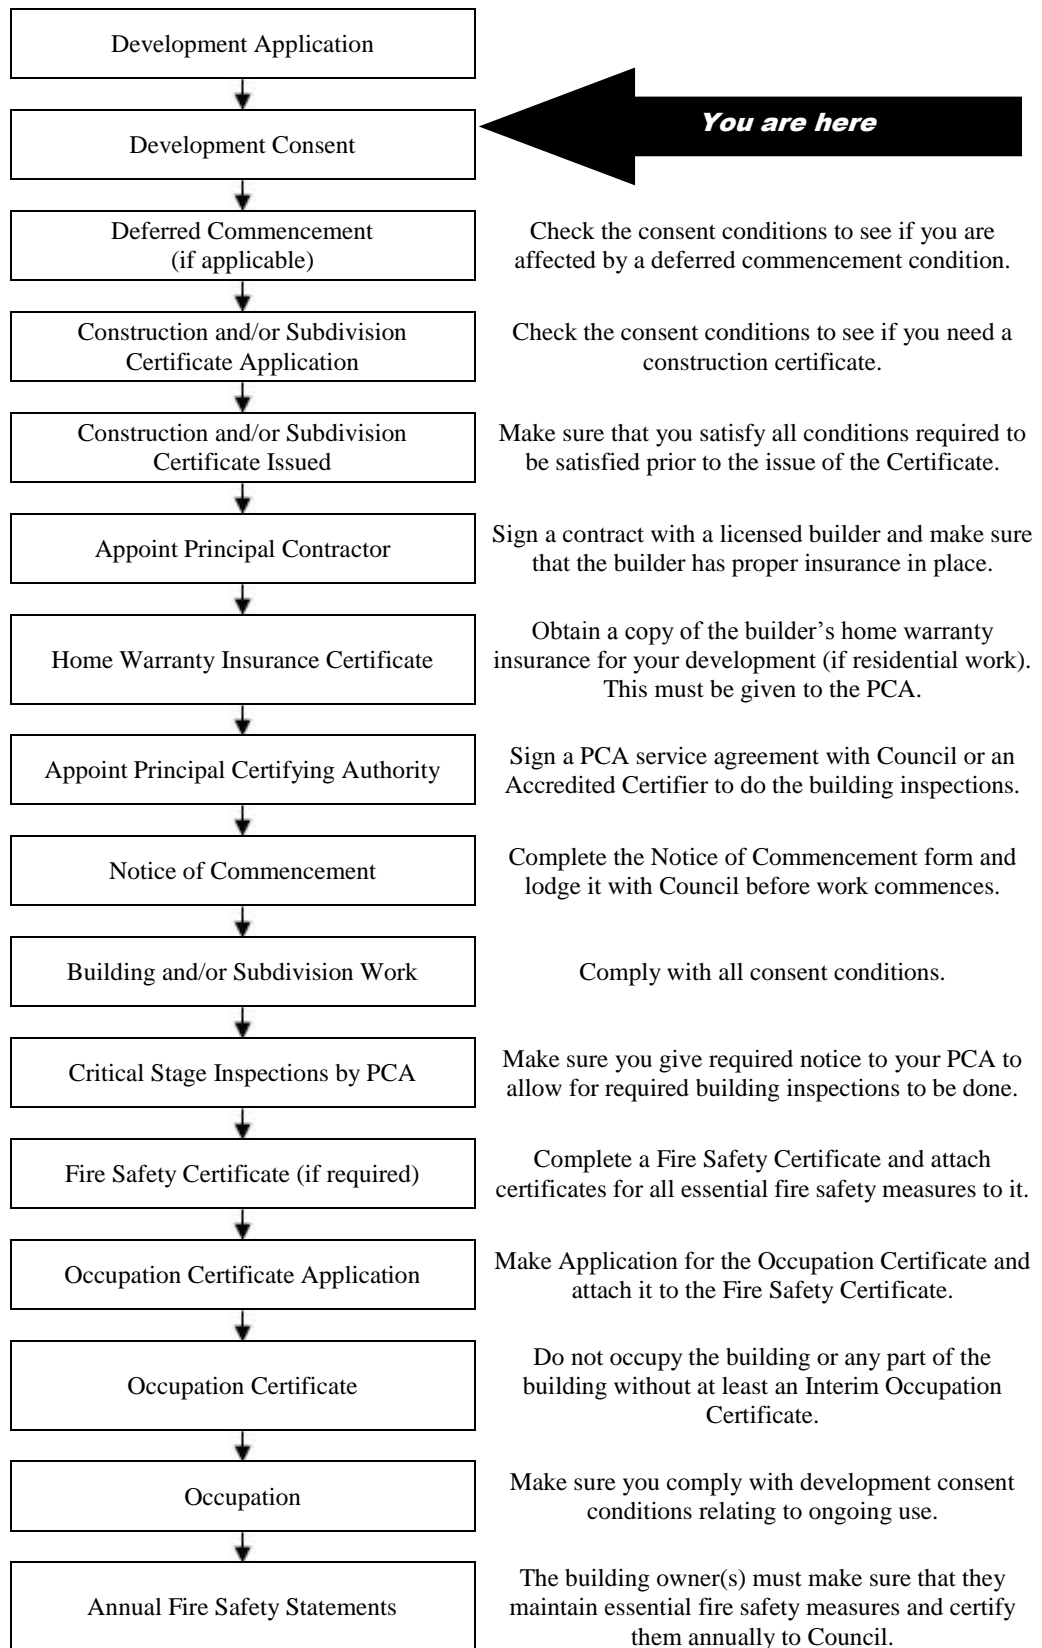 Development Application
Development Consent
You are here
Deferred Commencement
(if applicable)
Check the consent conditions to see if you are
affected by a deferred commencement condition.
Construction and/or Subdivision
Certificate Application
Check the consent conditions to see if you need a
construction certificate.
Construction and/or Subdivision
Certificate Issued
Make sure that you satisfy all conditions required to
be satisfied prior to the issue of the Certificate.
Appoint Principal Contractor
Sign a contract with a licensed builder and make sure
that the builder has proper insurance in place.
Home Warranty Insurance Certificate
Obtain a copy of the builder’s home warranty
insurance for your development (if residential work).
This must be given to the PCA.
Appoint Principal Certifying Authority
Sign a PCA service agreement with Council or an
Accredited Certifier to do the building inspections.
Notice of Commencement
Complete the Notice of Commencement form and
lodge it with Council before work commences.
Building and/or Subdivision Work
Comply with all consent conditions.
Critical Stage Inspections by PCA
Make sure you give required notice to your PCA to
allow for required building inspections to be done.
Fire Safety Certificate (if required)
Complete a Fire Safety Certificate and attach
certificates for all essential fire safety measures to it.
Occupation Certificate Application
Make Application for the Occupation Certificate and
attach it to the Fire Safety Certificate.
Occupation Certificate
Do not occupy the building or any part of the
building without at least an Interim Occupation
Certificate.
Occupation
Make sure you comply with development consent
conditions relating to ongoing use.
Annual Fire Safety Statements
The building owner(s) must make sure that they
maintain essential fire safety measures and certify
them annually to Council.